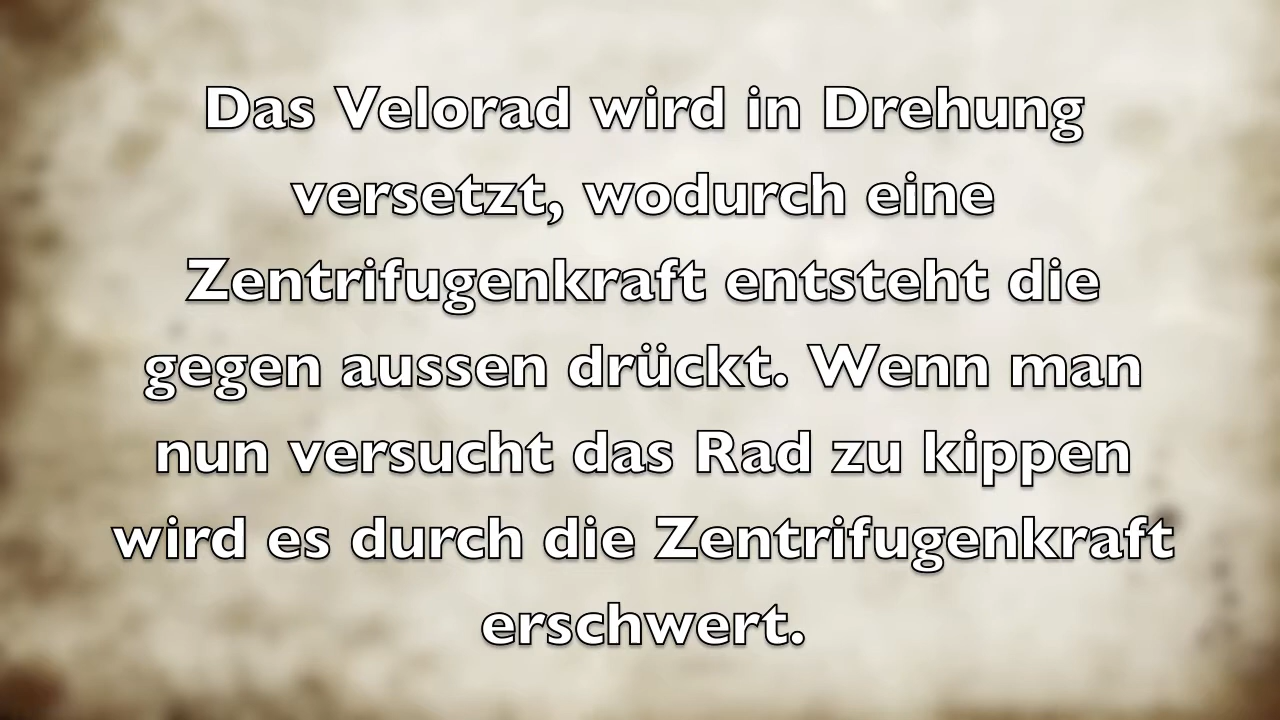 Das Velorad wird in Drehung
versetzt, wodurch eine
Zentrifugenkraft entsteht die
gegen aussen drückt. Wenn man
nun versucht das Rad zu kippen
wird es durch die Zentrifugenkraft
erschwert.